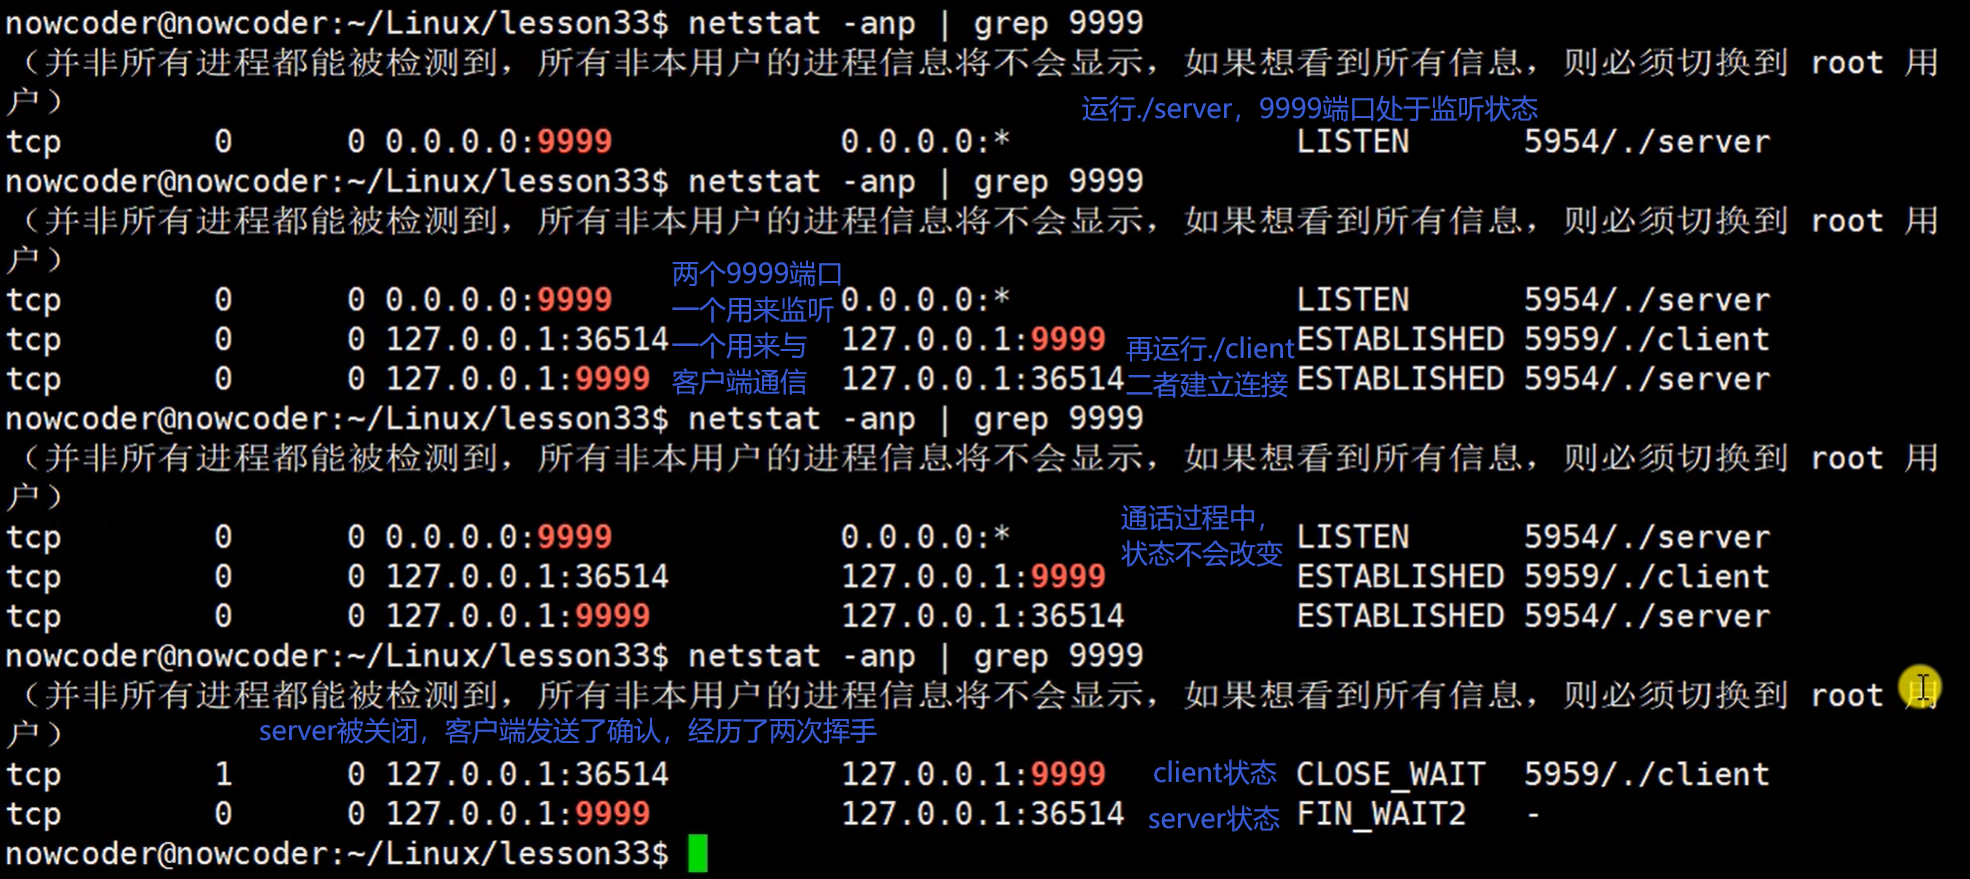 nowcoder@nowcoder:~/Linux/lesson33$ netstat -anp | grep 9999
（并非所有进程都能被检测到，所有非本用户的进程信息将不会显示，如果想看到所有信息，则必须切换到 root 用
户）
运行./server，9999端口处于监听状态
tcp 0 0 0.0.0.0:9999 0.0.0.0:* LISTEN 5954/./server
nowcoder@nowcoder:~/Linux/lesson33$ netstat -anp | grep 9999
（并非所有进程都能被检测到，所有非本用户的进程信息将不会显示，如果想看到所有信息，则必须切换到 root 用
户）
两个9999端口
一个用来监听
一个用来与
客户端通信
tcp 0 0 0.0.0.0:9999 0.0.0.0:* LISTEN 5954/./server
再运行./client
二者建立连接
tcp 0 0 127.0.0.1:36514 127.0.0.1:9999 ESTABLISHED 5959/./client
tcp 0 0 127.0.0.1:9999 127.0.0.1:36514 ESTABLISHED 5954/./server
nowcoder@nowcoder:~/Linux/lesson33$ netstat -anp | grep 9999
（并非所有进程都能被检测到，所有非本用户的进程信息将不会显示，如果想看到所有信息，则必须切换到 root 用
户）
通话过程中，
状态不会改变
tcp 0 0 0.0.0.0:9999 0.0.0.0:* LISTEN 5954/./server
tcp 0 0 127.0.0.1:36514 127.0.0.1:9999 ESTABLISHED 5959/./client
tcp 0 0 127.0.0.1:9999 127.0.0.1:36514 ESTABLISHED 5954/./server
nowcoder@nowcoder:~/Linux/lesson33$ netstat -anp | grep 9999
（并非所有进程都能被检测到，所有非本用户的进程信息将不会显示，如果想看到所有信息，则必须切换到 root 用
户）
server被关闭，客户端发送了确认，经历了两次挥手
tcp 1 0 127.0.0.1:36514 127.0.0.1:9999 client状态 CLOSE_WAIT 5959/./client
tcp 0 0 127.0.0.1:9999 127.0.0.1:36514 server状态 FIN_WAIT2 -
nowcoder@nowcoder:~/Linux/lesson33$